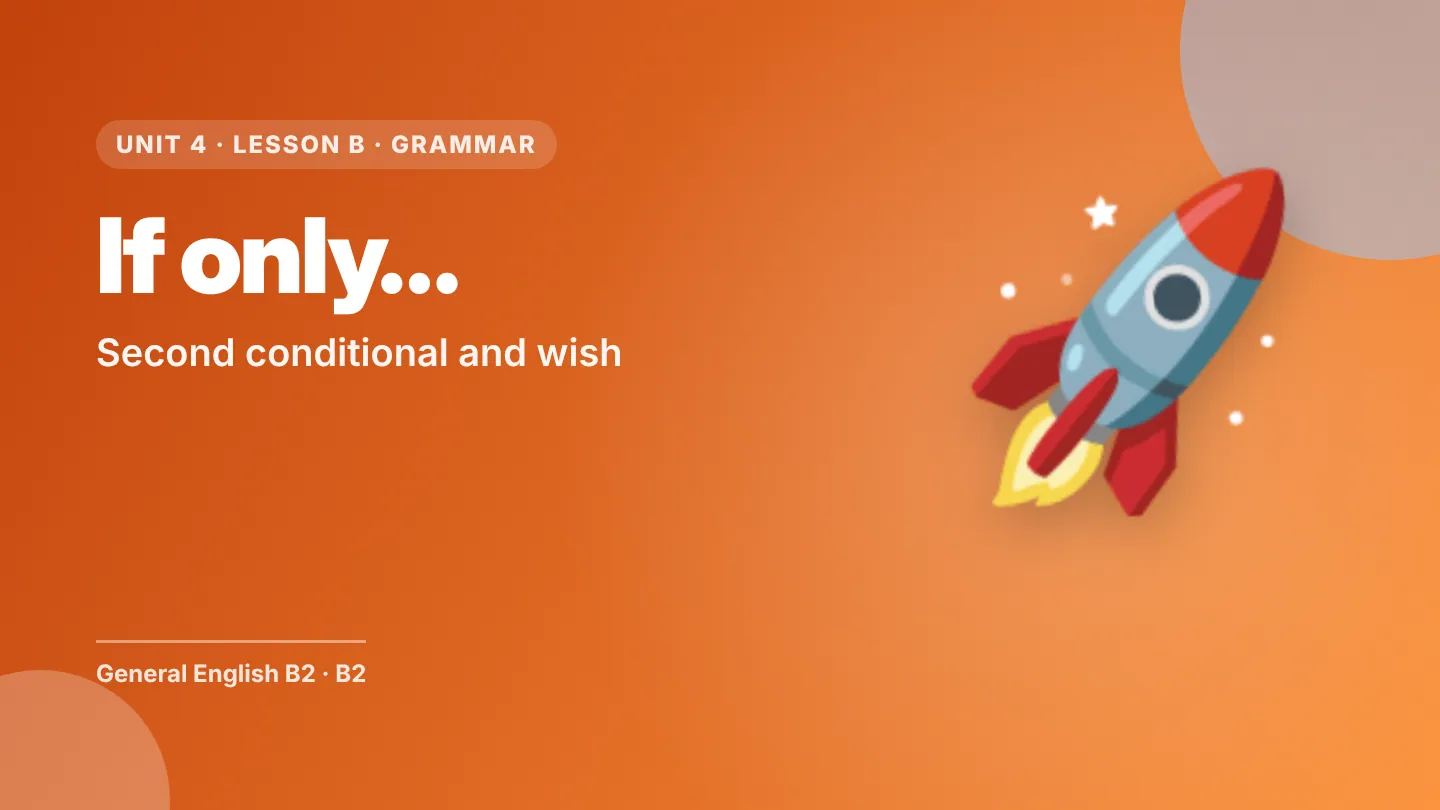 UNIT 4 · LESSON B · GRAMMAR
If only...
Second conditional and wish
General English B2 · B2